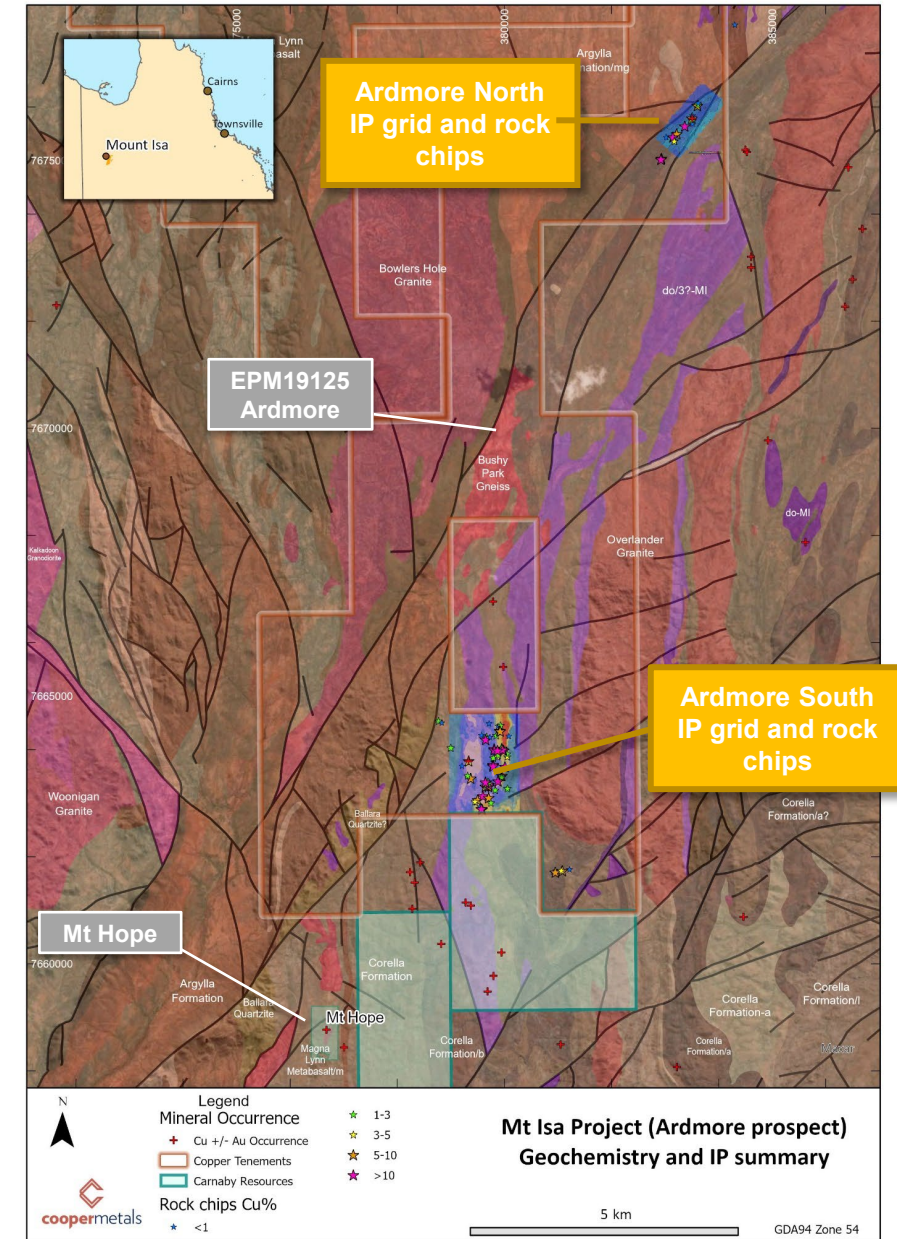 75000
380000
385000
Lynn
asalt
Argylla
mation/mg
Cairns
Townsville
Mount Isa
Ardmore North
IP grid and rock
chips
7675000
Bowlers Hole
Granite
do/3?-MI
EPM19125
Ardmore
7670000
Bushy
Park
Gneiss
do-MI
Overlander
Granite
Kalkadoon
Granodiorite
7665000
Ardmore South
IP grid and rock
chips
Woonigan
Granite
Ballara
Quartzite?
Corella
Formation/a?
Mt Hope
7660000
Corella
Formation
Argylla
Formation
Ballara
Quartzite
Mt Hope
Magna
Lynn
Metabasalt/m
Corella
Formation/b
Corella
Formation-a
Corella
Formation/l
Corella
Formation/a
N
Legend
Mineral Occurrence
Cu +/- Au Occurrence
Copper Tenements
Carnaby Resources
Rock chips Cu%
<1
1-3
3-5
5-10
>10
coopermetals
Mt Isa Project (Ardmore prospect)
Geochemistry and IP summary
5 km
GDA94 Zone 54